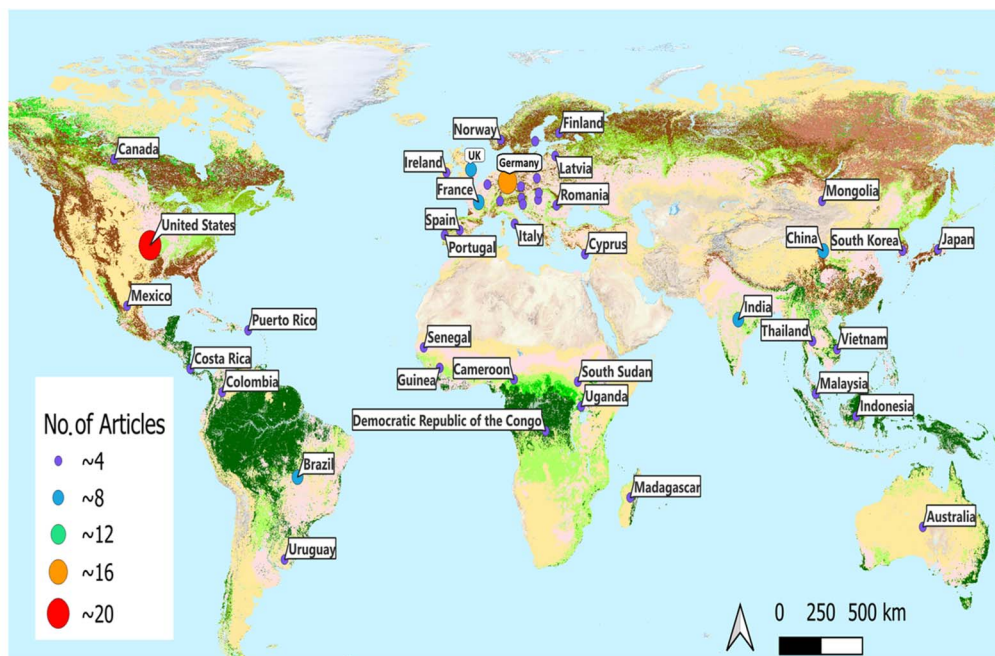 Norway
Finland
Canada
UK
Ireland
Germany
Latvia
France
Romania
Mongolia
United States
Spain
Italy
Portugal
Cyprus
China
South Korea
Japan
Mexico
Puerto Rico
India
Senegal
Thailand
Vietnam
Costa Rica
Cameroon
South Sudan
Guinea
Colombia
Malaysia
Uganda
Indonesia
Democratic Republic of the Congo
Brazil
Madagascar
Australia
Uruguay
No. of Articles
~4
~8
~12
~16
~20
0 250 500 km